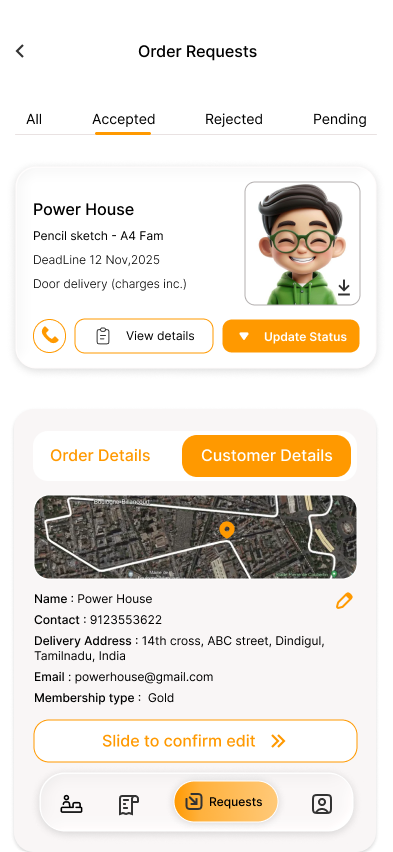 Order Requests
All Accepted Rejected Pending
Power House
Pencil sketch - A4 Fam
DeadLine 12 Nov,2025
Door delivery (charges inc.)
View details
Update Status
Order Details
Customer Details
Name : Power House
Contact : 9123553622
Delivery Address : 14th cross, ABC street, Dindigul,
Tamilnadu, India
Email : powerhouse@gmail.com
Membership type : Gold
Slide to confirm edit
Requests